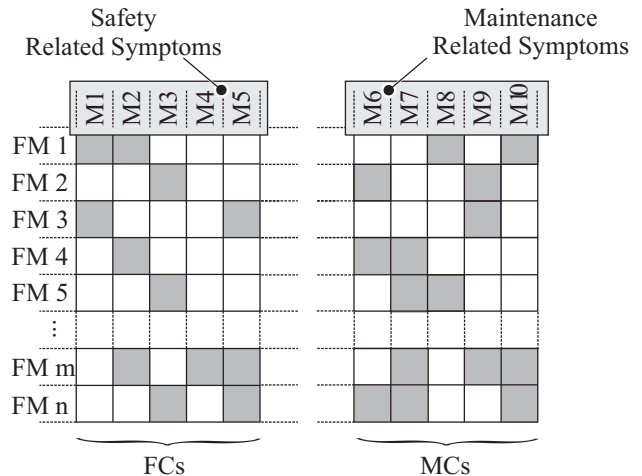 Safety
Related Symptoms
Maintenance
Related Symptoms
M1 M2 M3 M4 M5 M6 M7 M8 M9 M10
FM 1
FM 2
FM 3
FM 4
FM 5
...
FM m
FM n
FCs MCs